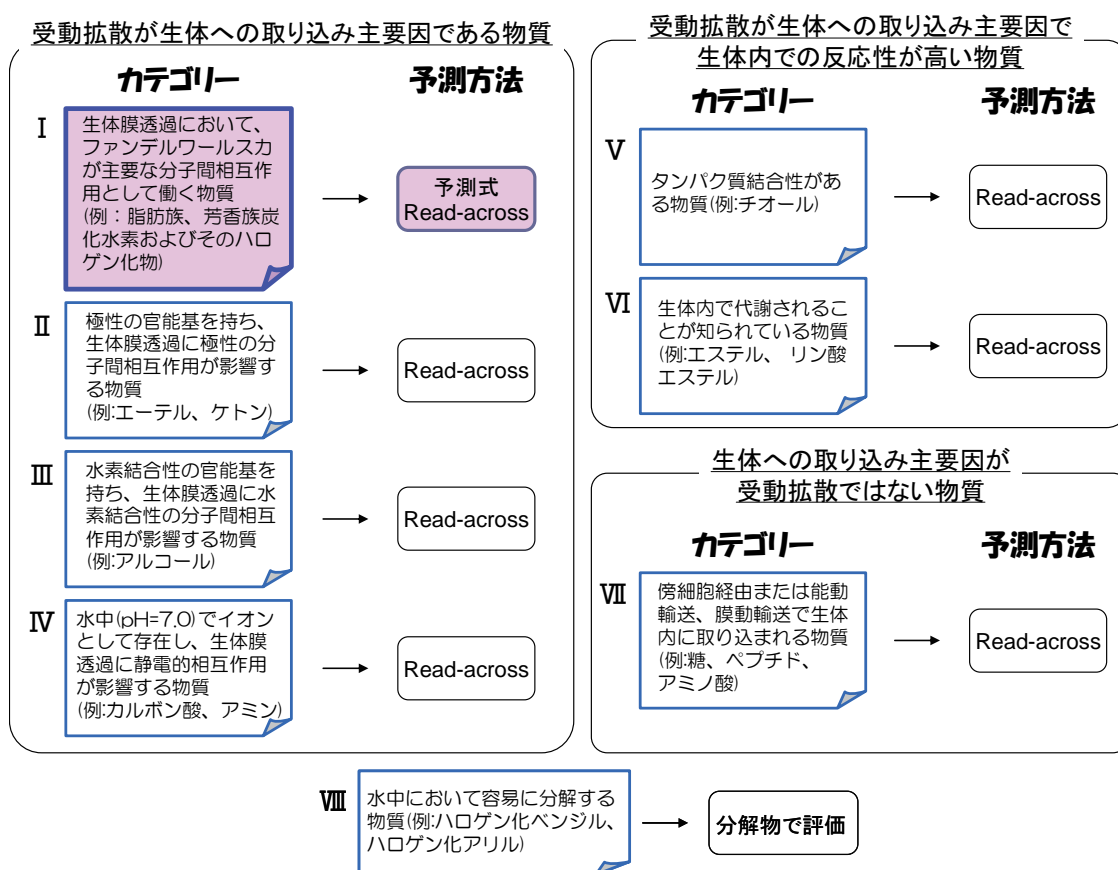 受動拡散が生体への取り込み主要因である物質
カテゴリー
予測方法
Ⅰ
生体膜透過において、
ファンデルワールス力
が主要な分子間相互作
用として働く物質
(例：脂肪族、芳香族炭
化水素およびそのハロ
ゲン化物)
予測式
Read-across
Ⅱ
極性の官能基を持ち、
生体膜透過に極性の分
子間相互作用が影響す
る物質
(例:エーテル、ケトン)
Read-across
Ⅲ
水素結合性の官能基を
持ち、生体膜透過に水
素結合性の分子間相互
作用が影響する物質
(例:アルコール)
Read-across
Ⅳ
水中(pH=7.0)でイオン
として存在し、生体膜
透過に静電的相互作用
が影響する物質
(例:カルボン酸、アミン)
Read-across
受動拡散が生体への取り込み主要因で
生体内での反応性が高い物質
カテゴリー
予測方法
Ⅴ
タンパク質結合性があ
る物質(例:チオール)
Read-across
Ⅵ
生体内で代謝されるこ
とが知られている物質
(例:エステル、 リン酸
エステル)
Read-across
生体への取り込み主要因が
受動拡散ではない物質
カテゴリー
予測方法
Ⅶ
傍細胞経由または能動
輸送、膜動輸送で生体
内に取り込まれる物質
(例:糖、ペプチド、
アミノ酸)
Read-across
Ⅷ
水中において容易に分解する
物質(例:ハロゲン化ベンジル、
ハロゲン化アリル)
分解物で評価